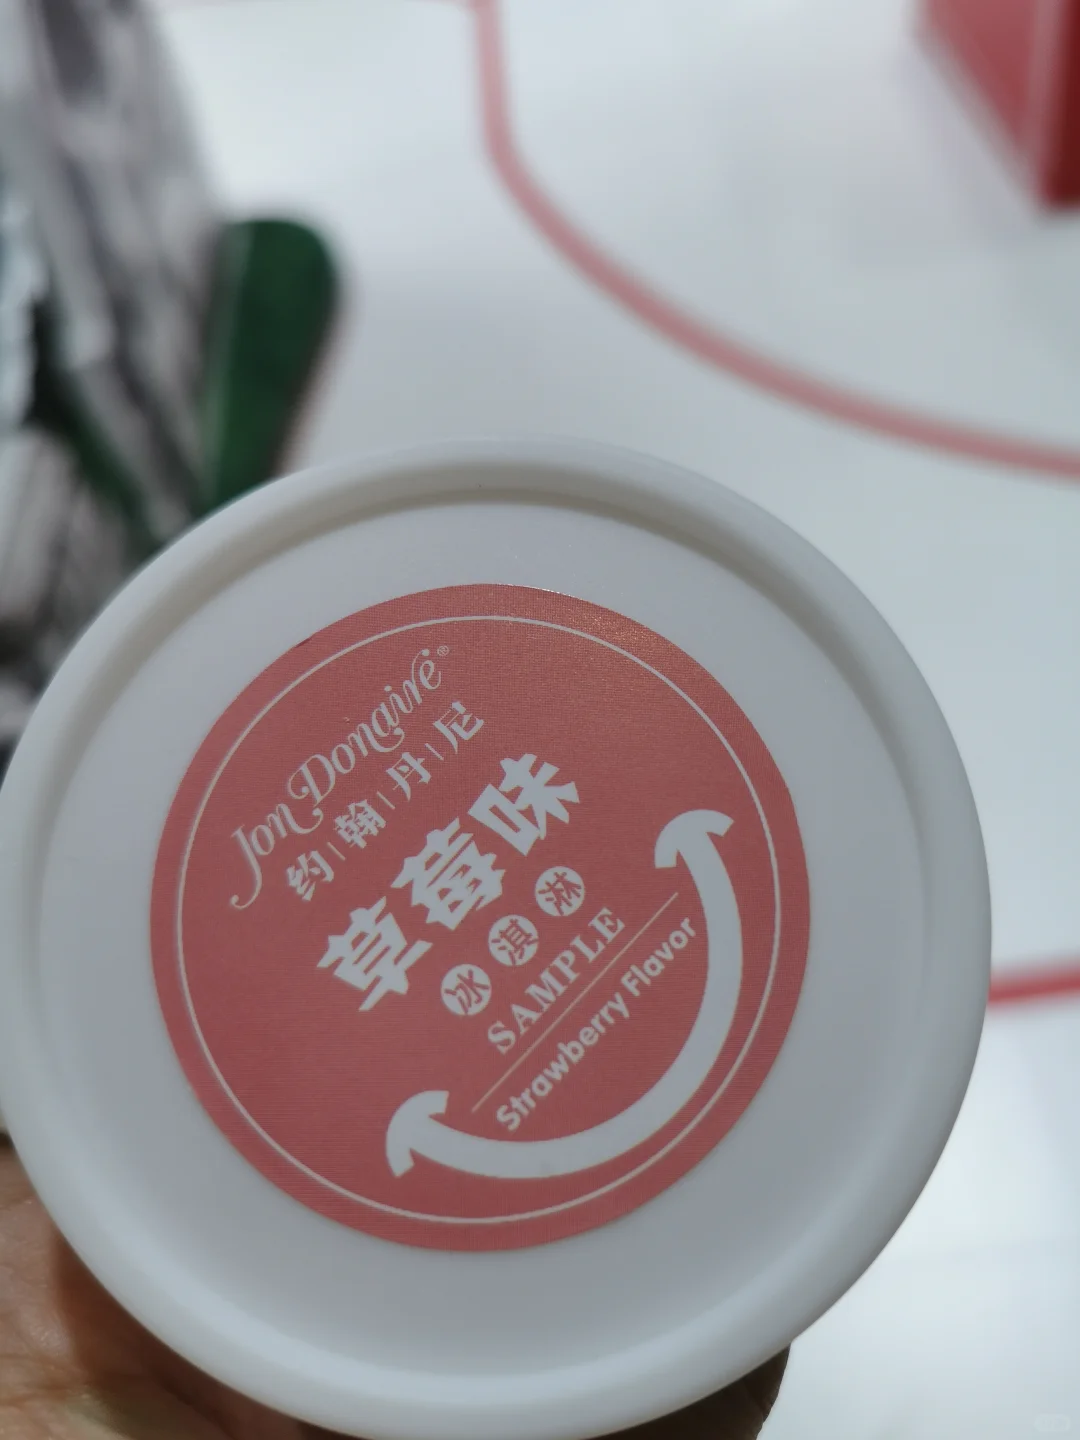 Jon Donaire®
约|翰|丹|尼
草莓味
冰淇淋
SAMPLE
Strawberry Flavor